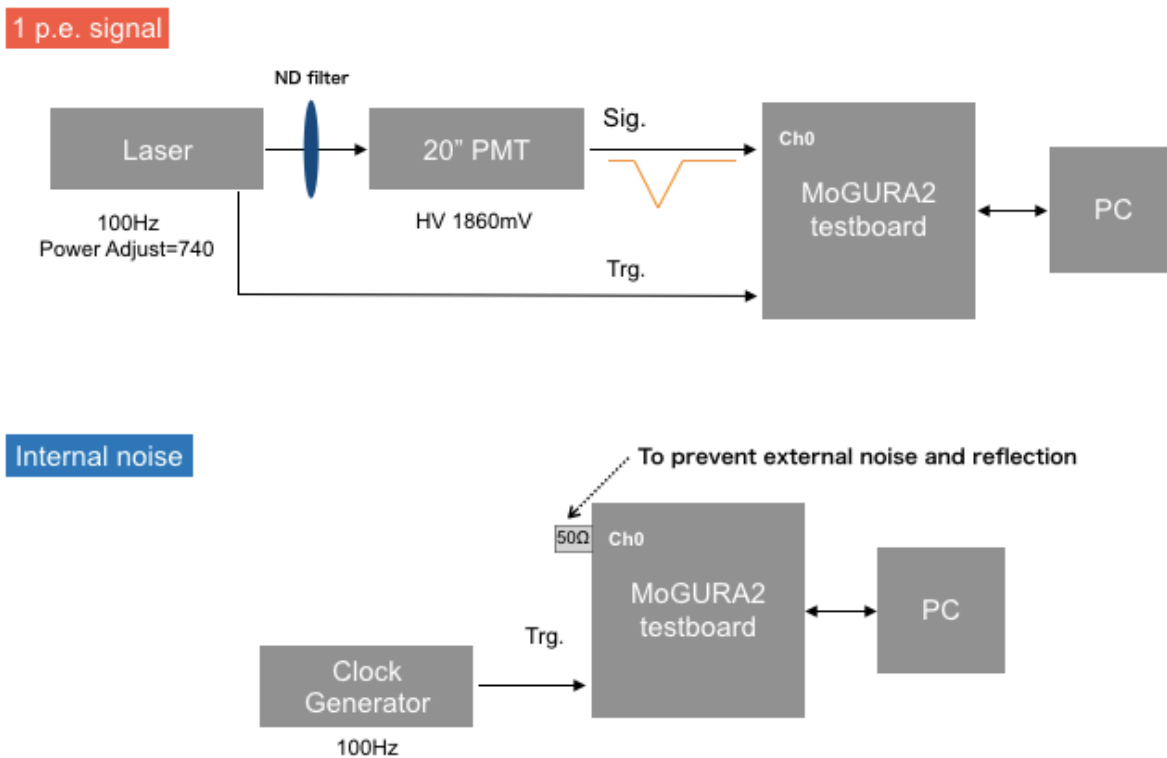 1 p.e. signal
ND filter
Laser
20” PMT
Sig.
Ch0
MoGURA2
testboard
PC
100Hz
Power Adjust=740
HV 1860mV
Trg.
Internal noise
To prevent external noise and reflection
50Ω
Ch0
MoGURA2
testboard
PC
Trg.
Clock
Generator
100Hz